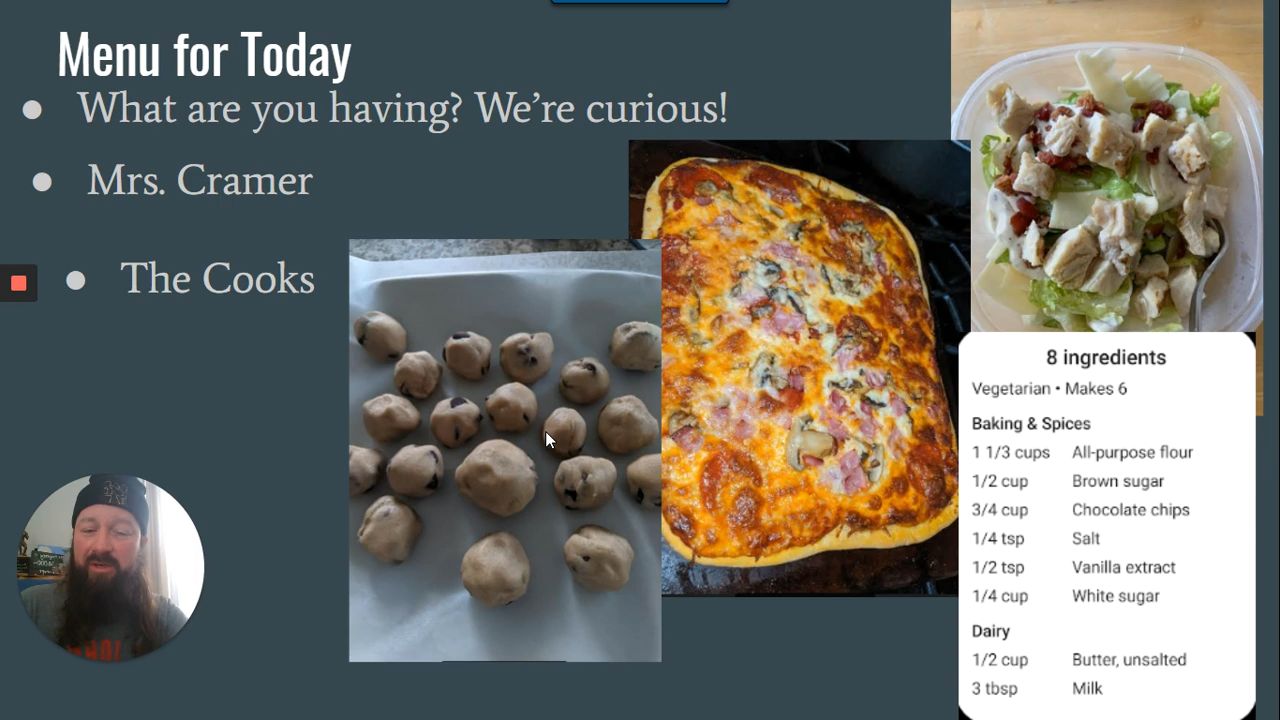 Menu for Today
What are you having? We're curious!
Mrs. Cramer
The Cooks
8 ingredients
Vegetarian • Makes 6
Baking & Spices
1 1/3 cups All-purpose flour
1/2 cup Brown sugar
3/4 cup Chocolate chips
1/4 tsp Salt
1/2 tsp Vanilla extract
1/4 cup White sugar
Dairy
1/2 cup Butter, unsalted
3 tbsp Milk